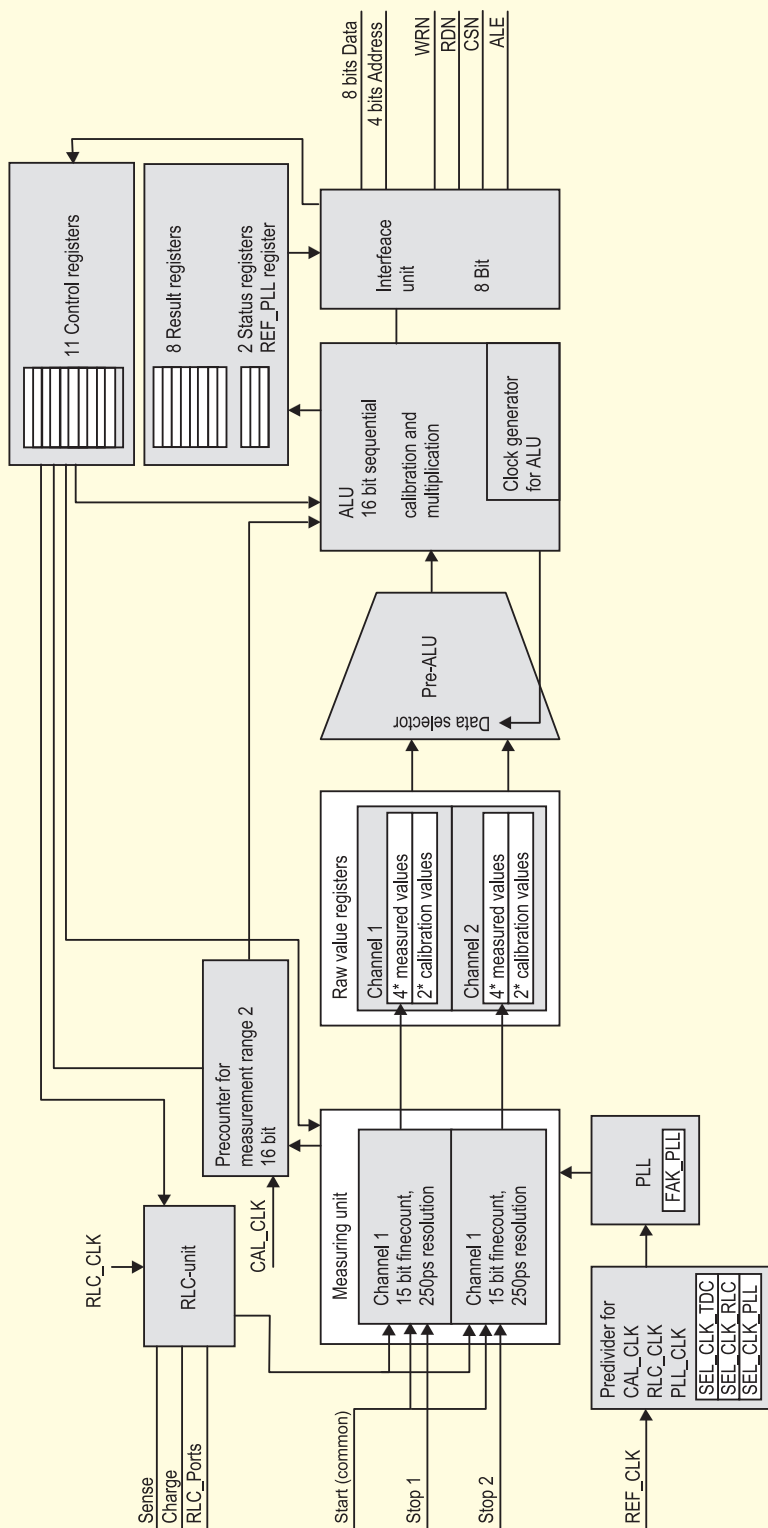 Sense
Charge
RLC_Ports
RLC_CLK
RLC-unit
CAL_CLK
Precounter for
measurement range 2
16 bit
11 Control registers
8 Result registers
2 Status registers
REF_PLL register
Start (common)
Stop 1
Stop 2
Measuring unit
Channel 1
15 bit finecount,
250ps resolution
Channel 1
15 bit finecount,
250ps resolution
Raw value registers
Channel 1
4* measured values
2* calibration values
Channel 2
4* measured values
2* calibration values
Pre-ALU
Data selector
ALU
16 bit sequential
calibration and
multiplication
Clock generator
for ALU
Interfeace
unit
8 Bit
8 bits Data
4 bits Address
WRN
RDN
CSN
ALE
REF_CLK
Predivider for
CAL_CLK
RLC_CLK
PLL_CLK
SEL_CLK_TDC
SEL_CLK_RLC
SEL_CLK_PLL
PLL
FAK_PLL